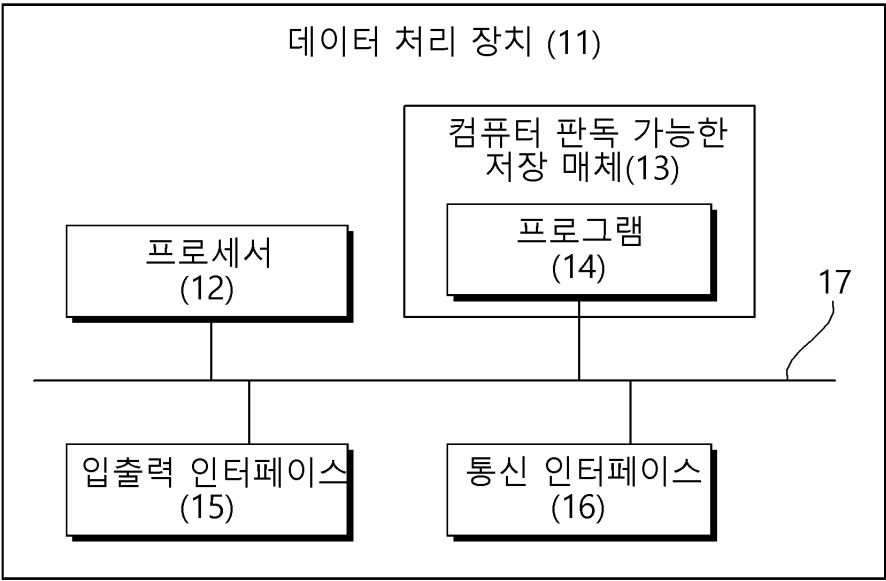 데이터 처리 장치 (11)
컴퓨터 판독 가능한
저장 매체(13)
프로세서
(12)
프로그램
(14)
17
입출력 인터페이스
(15)
통신 인터페이스
(16)